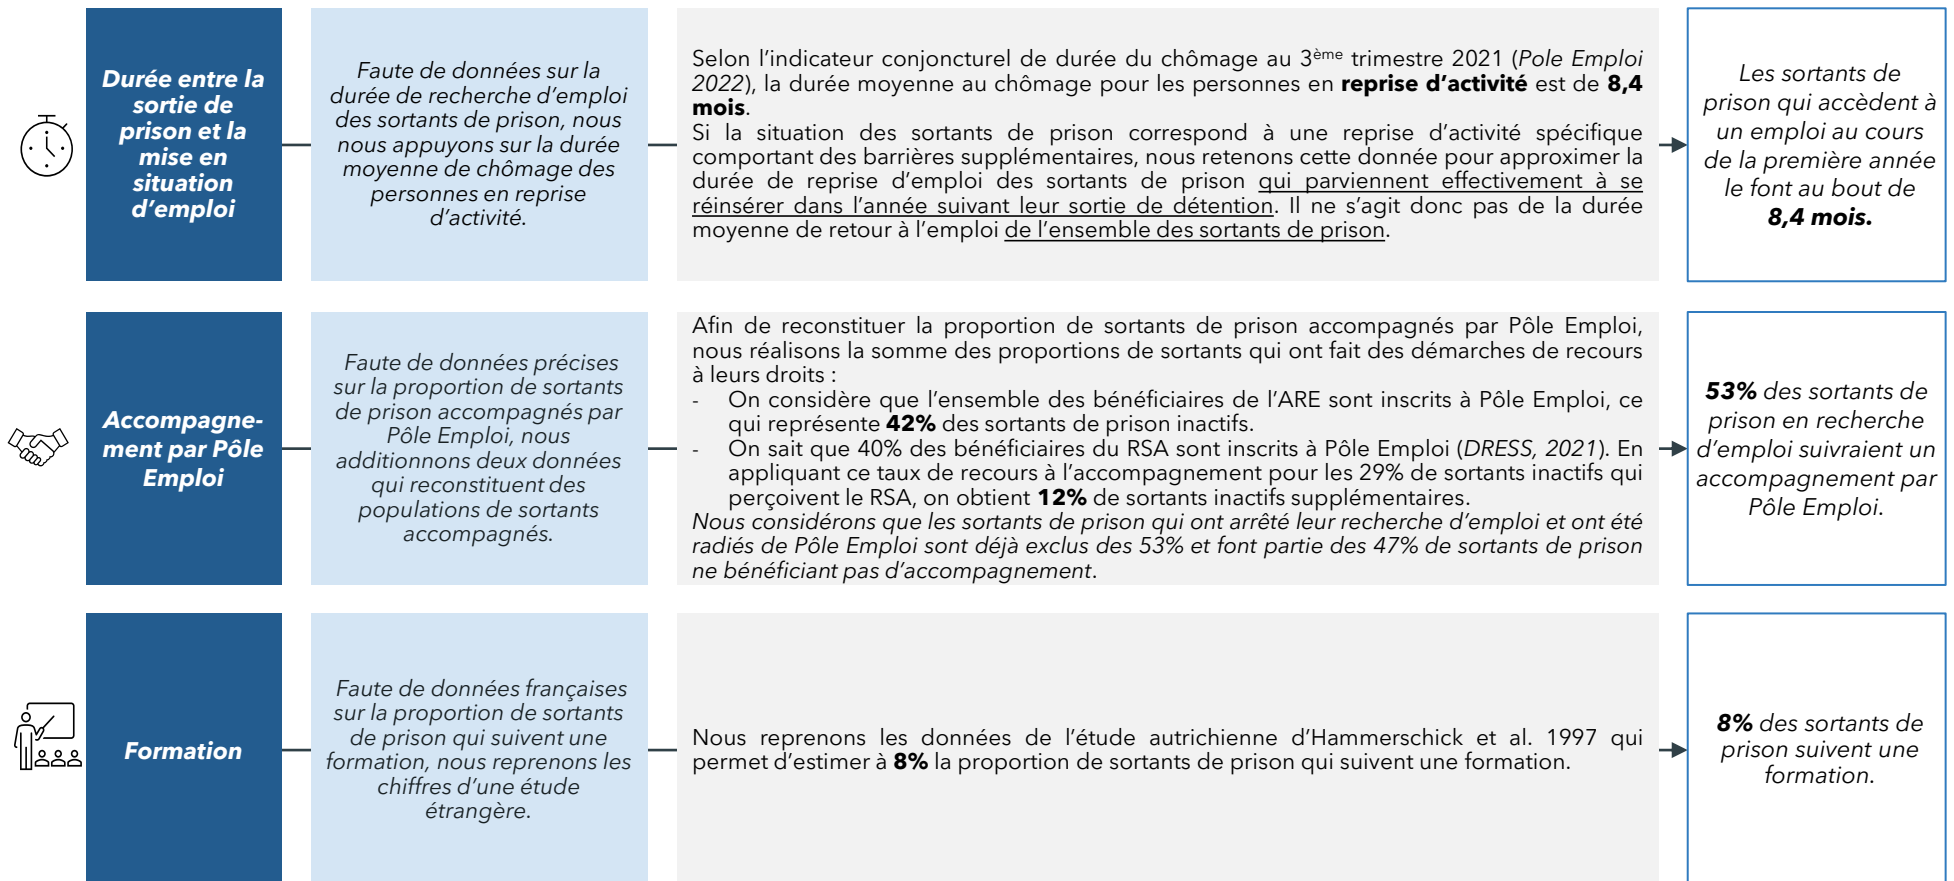 Durée entre la
sortie de
prison et la
mise en
situation
d’emploi
Faute de données sur la
durée de recherche d’emploi
des sortants de prison, nous
nous appuyons sur la durée
moyenne de chômage des
personnes en reprise
d’activité.
Selon l’indicateur conjoncturel de durée du chômage au 3ème trimestre 2021 (Pole Emploi
2022), la durée moyenne au chômage pour les personnes en reprise d’activité est de 8,4
mois.
Si la situation des sortants de prison correspond à une reprise d’activité spécifique
comportant des barrières supplémentaires, nous retenons cette donnée pour approximer la
durée de reprise d’emploi des sortants de prison qui parviennent effectivement à se
réinsérer dans l’année suivant leur sortie de détention. Il ne s’agit donc pas de la durée
moyenne de retour à l’emploi de l’ensemble des sortants de prison.
Les sortants de
prison qui accèdent à
un emploi au cours
de la première année
le font au bout de
8,4 mois.
Accompagne-
ment par Pôle
Emploi
Faute de données précises
sur la proportion de sortants
de prison accompagnés par
Pôle Emploi, nous
additionnons deux données
qui reconstituent des
populations de sortants
accompagnés.
Afin de reconstituer la proportion de sortants de prison accompagnés par Pôle Emploi,
nous réalisons la somme des proportions de sortants qui ont fait des démarches de recours
à leurs droits :
- On considère que l’ensemble des bénéficiaires de l’ARE sont inscrits à Pôle Emploi, ce
qui représente 42% des sortants de prison inactifs.
- On sait que 40% des bénéficiaires du RSA sont inscrits à Pôle Emploi (DRESS, 2021). En
appliquant ce taux de recours à l’accompagnement pour les 29% de sortants inactifs qui
perçoivent le RSA, on obtient 12% de sortants inactifs supplémentaires.
Nous considérons que les sortants de prison qui ont arrêté leur recherche d’emploi et ont été
radiés de Pôle Emploi sont déjà exclus des 53% et font partie des 47% de sortants de prison
ne bénéficiant pas d’accompagnement.
53% des sortants de
prison en recherche
d’emploi suivraient un
accompagnement par
Pôle Emploi.
Formation
Faute de données françaises
sur la proportion de sortants
de prison qui suivent une
formation, nous reprenons les
chiffres d’une étude
étrangère.
Nous reprenons les données de l’étude autrichienne d’Hammerschick et al. 1997 qui
permet d’estimer à 8% la proportion de sortants de prison qui suivent une formation.
8% des sortants de
prison suivent une
formation.